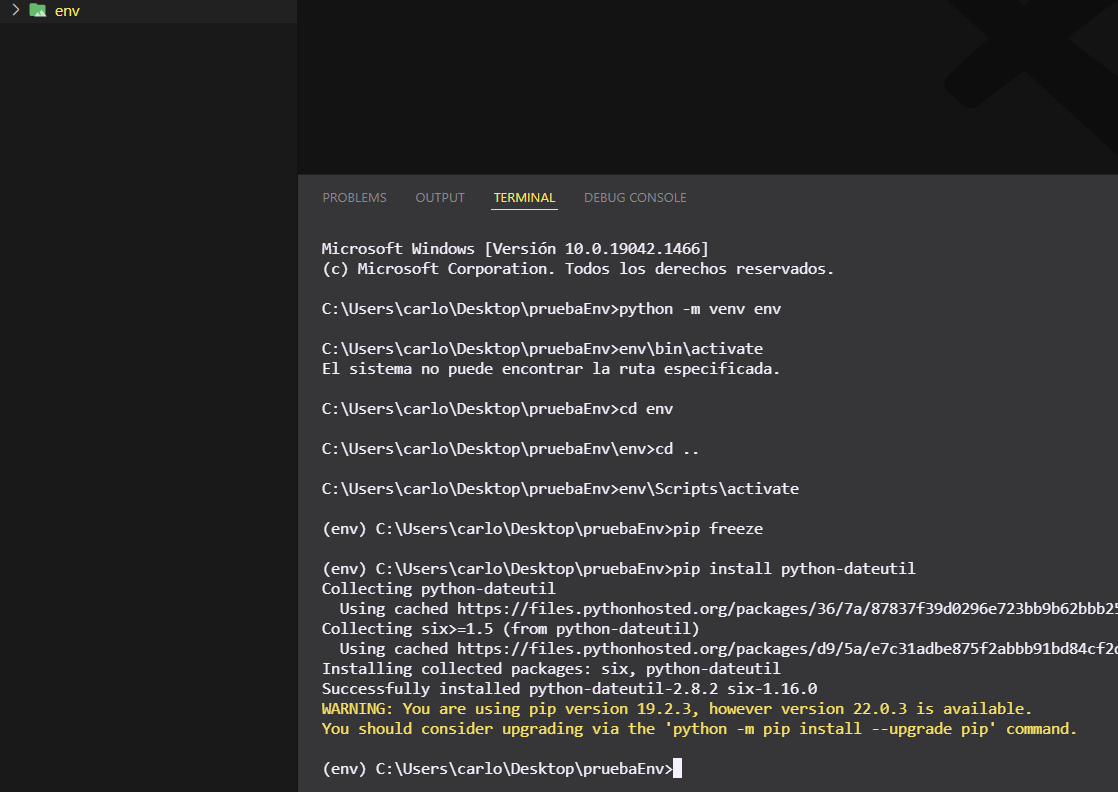 env
PROBLEMS OUTPUT TERMINAL DEBUG CONSOLE
Microsoft Windows [Versión 10.0.19042.1466]
(c) Microsoft Corporation. Todos los derechos reservados.
C:\Users\carlo\Desktop\pruebaEnv>python -m venv env
C:\Users\carlo\Desktop\pruebaEnv>env\bin\activate
El sistema no puede encontrar la ruta especificada.
C:\Users\carlo\Desktop\pruebaEnv>cd env
C:\Users\carlo\Desktop\pruebaEnv\env>cd ..
C:\Users\carlo\Desktop\pruebaEnv>env\Scripts\activate
(env) C:\Users\carlo\Desktop\pruebaEnv>pip freeze
(env) C:\Users\carlo\Desktop\pruebaEnv>pip install python-dateutil
Collecting python-dateutil
  Using cached https://files.pythonhosted.org/packages/36/7a/87837f39d0296e723bb9b62bbb25
Collecting six>=1.5 (from python-dateutil)
  Using cached https://files.pythonhosted.org/packages/d9/5a/e7c31adbe875f2abbb91bd84cf2
Installing collected packages: six, python-dateutil
Successfully installed python-dateutil-2.8.2 six-1.16.0
WARNING: You are using pip version 19.2.3, however version 22.0.3 is available.
You should consider upgrading via the 'python -m pip install --upgrade pip' command.
(env) C:\Users\carlo\Desktop\pruebaEnv>